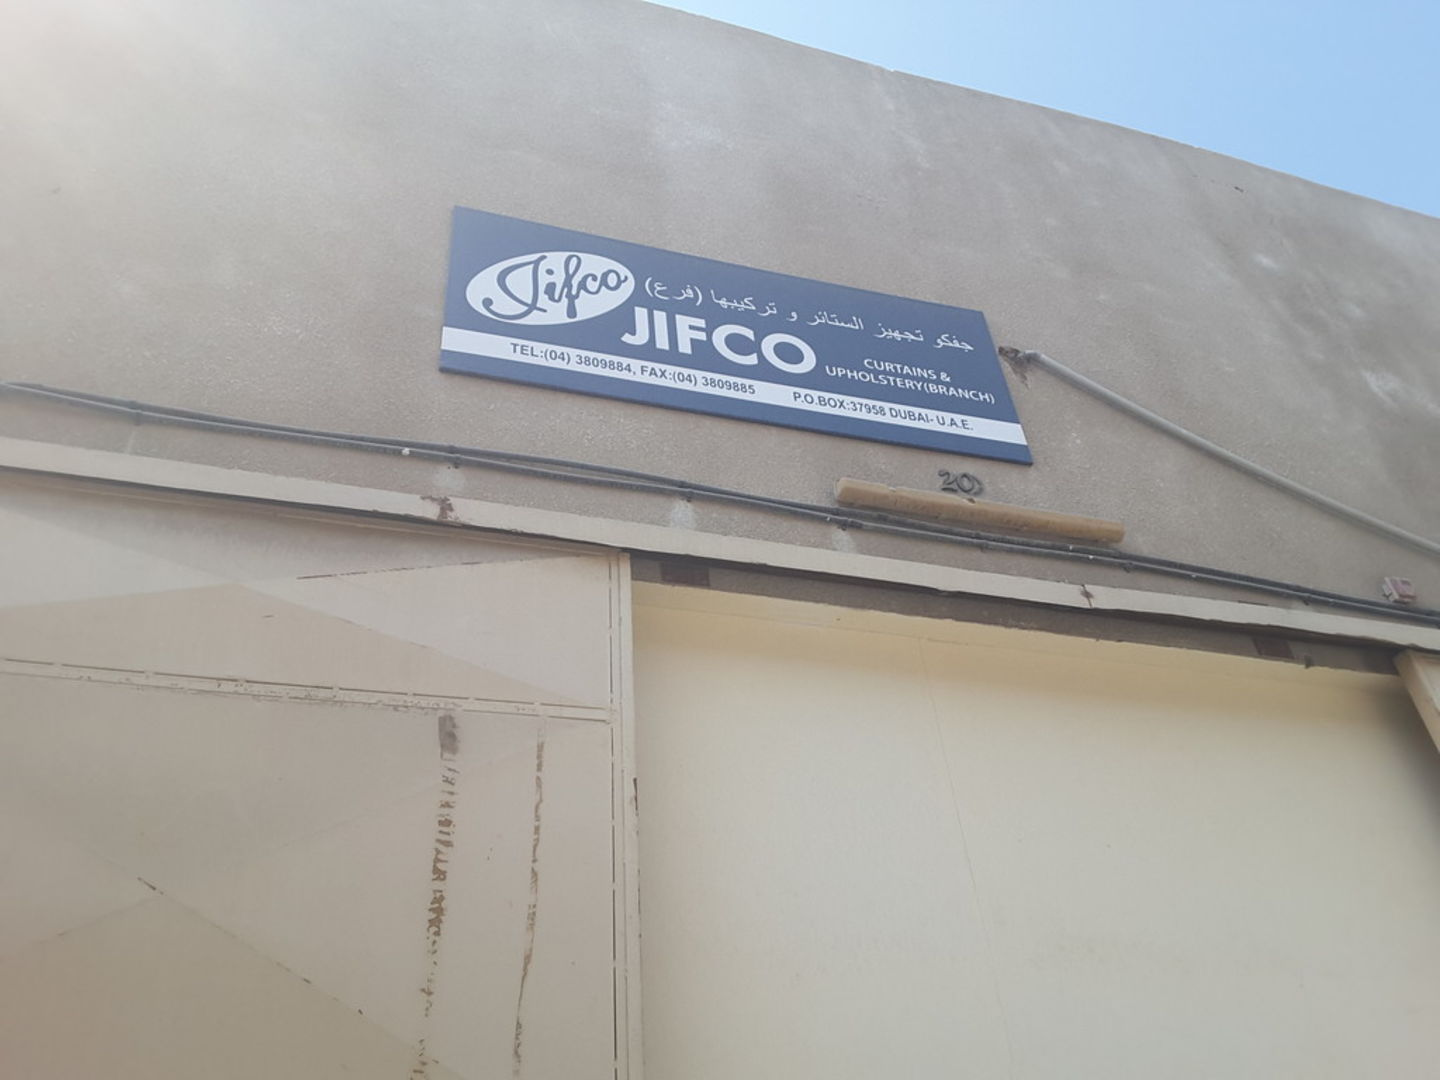 Jifco
جفكو تجهيز الستائر و تركيبها (فرع)
JIFCO
CURTAINS &
UPHOLSTERY(BRANCH)
TEL:(04) 3809884, FAX:(04) 3809885 P.O.BOX:37958 DUBAI- U.A.E.
20